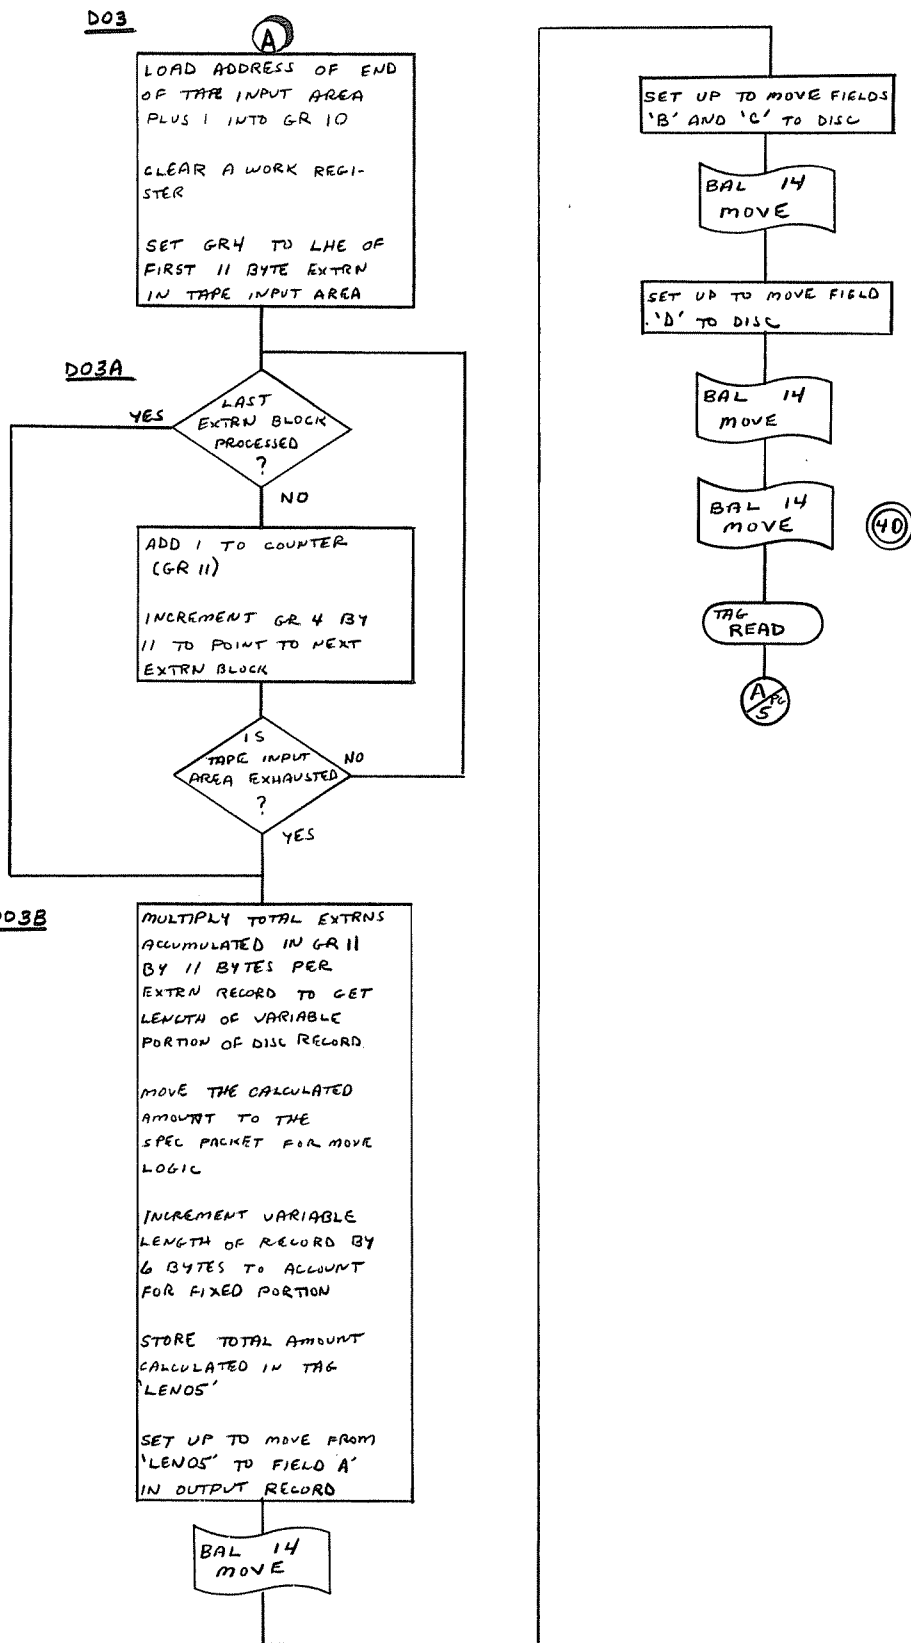 D03
A
LOAD ADDRESS OF END
OF TAPE INPUT AREA
PLUS 1 INTO GR 10
CLEAR A WORK REGI-
STER
SET GR4 TO LHE OF
FIRST 11 BYTE EXTRN
IN TAPE INPUT AREA
D03A
YES
LAST
EXTRN BLOCK
PROCESSED
?
NO
ADD 1 TO COUNTER
(GR 11)
INCREMENT GR 4 BY
11 TO POINT TO NEXT
EXTRN BLOCK
IS
TAPE INPUT
AREA EXHAUSTED
?
NO
YES
D03B
MULTIPLY TOTAL EXTRNS
ACCUMULATED IN GR 11
BY 11 BYTES PER
EXTRN RECORD TO GET
LENGTH OF VARIABLE
PORTION OF DISC RECORD
MOVE THE CALCULATED
AMOUNT TO THE
SPEC PACKET FOR MOVE
LOGIC
INCREMENT VARIABLE
LENGTH OF RECORD BY
6 BYTES TO ACCOUNT
FOR FIXED PORTION
STORE TOTAL AMOUNT
CALCULATED IN TAG
'LEN05'
SET UP TO MOVE FROM
'LEN05' TO FIELD 'A'
IN OUTPUT RECORD
BAL 14
MOVE
SET UP TO MOVE FIELDS
'B' AND 'C' TO DISC
BAL 14
MOVE
SET UP TO MOVE FIELD
'D' TO DISC
BAL 14
MOVE
BAL 14
MOVE
4D
TAG
READ
A
PG
5